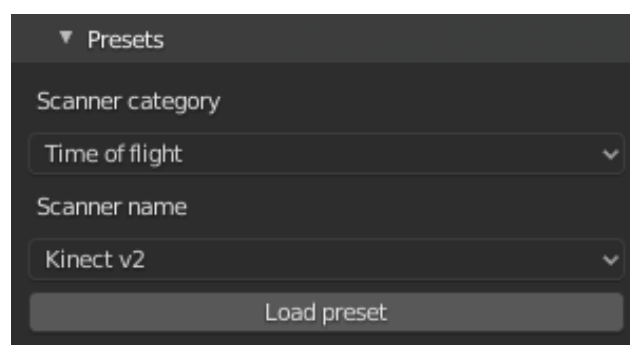 Presets
Scanner category
Time of flight
Scanner name
Kinect v2
Load preset